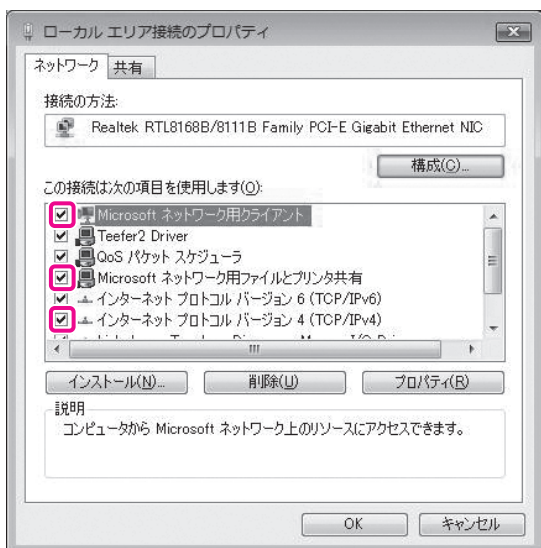 ローカル エリア接続のプロパティ
ネットワーク 共有
接続の方法:
Realtek RTL8168B/8111B Family PCI-E Gigabit Ethernet NIC
構成(C)...
この接続は次の項目を使用します(O):
Microsoft ネットワーク用クライアント
Teefer2 Driver
QoS パケット スケジューラ
Microsoft ネットワーク用ファイルとプリンタ共有
インターネット プロトコル バージョン 6 (TCP/IPv6)
インターネット プロトコル バージョン 4 (TCP/IPv4)
インストール(N)... 削除(U) プロパティ(R)
説明
コンピュータから Microsoft ネットワーク上のリソースにアクセスできます。
OK キャンセル